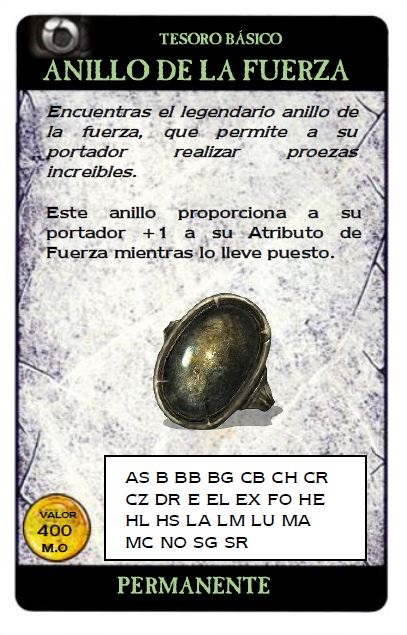 TESORO BÁSICO
ANILLO DE LA FUERZA
Encuentras el legendario anillo de
la fuerza, que permite a su
portador realizar proezas
increibles.
Este anillo proporciona a su
portador +1 a su Atributo de
Fuerza mientras lo lleve puesto.
AS B BB BG CB CH CR
CZ DR E EL EX FO HE
HL HS LA LM LU MA
MC NO SG SR
VALOR
400
M.O
PERMANENTE